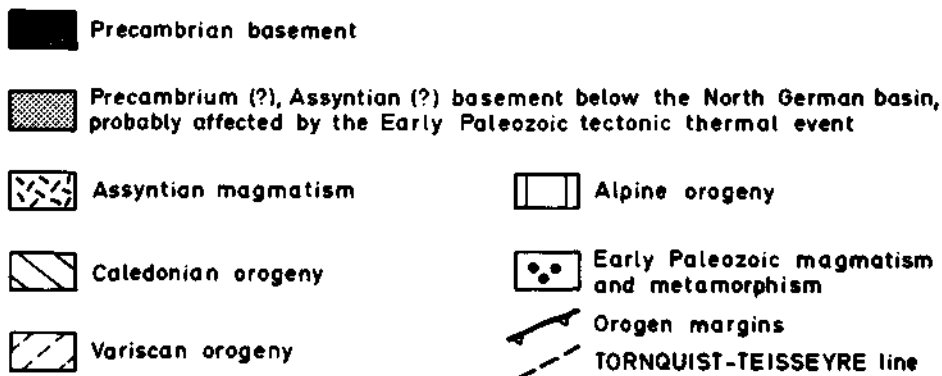 Precambrian basement
Precambrium (?), Assyntian (?) basement below the North German basin,
probably affected by the Early Paleozoic tectonic thermal event
Assyntian magmatism
Alpine orogeny
Caledonian orogeny
Early Paleozoic magmatism
and metamorphism
Variscan orogeny
Orogen margins
TORNQUIST-TEISSEYRE line